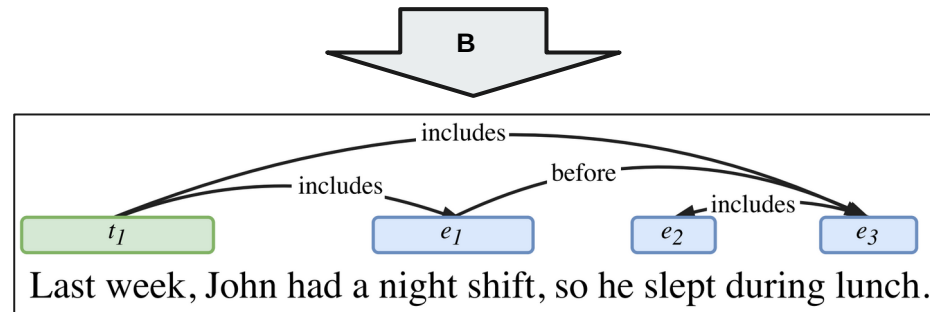 B
includes
includes
before
includes
t1
e1
e2
e3
Last week, John had a night shift, so he slept during lunch.